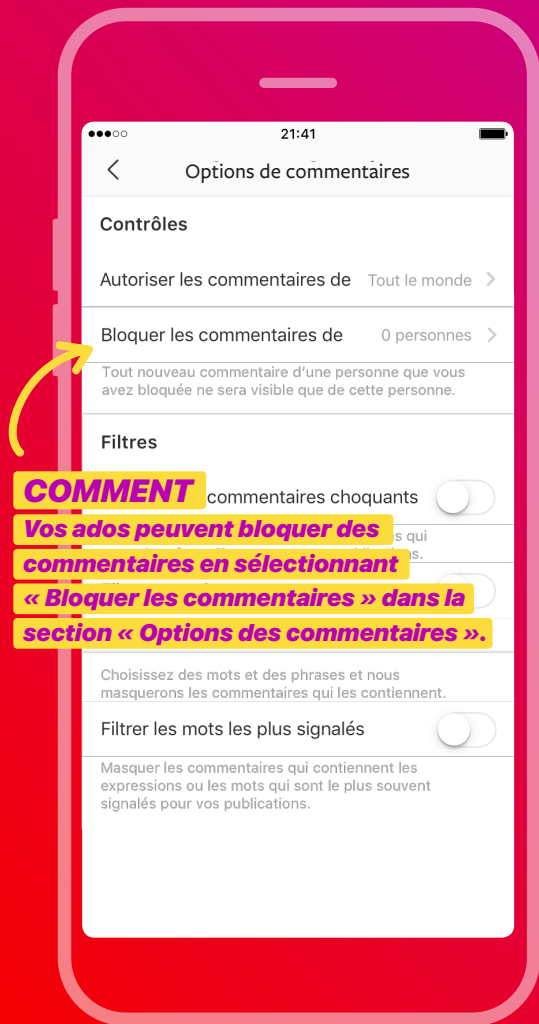 21:41
Options de commentaires
Contrôles
Autoriser les commentaires de Tout le monde
Bloquer les commentaires de 0 personnes
Tout nouveau commentaire d'une personne que vous
avez bloquée ne sera visible que de cette personne.
Filtres
commentaires choquants
COMMENT
Vos ados peuvent bloquer des
commentaires en sélectionnant
« Bloquer les commentaires » dans la
section « Options des commentaires ».
qui
Choisissez des mots et des phrases et nous
masquerons les commentaires qui les contiennent.
Filtrer les mots les plus signalés
Masquer les commentaires qui contiennent les
expressions ou les mots qui sont le plus souvent
signalés pour vos publications.